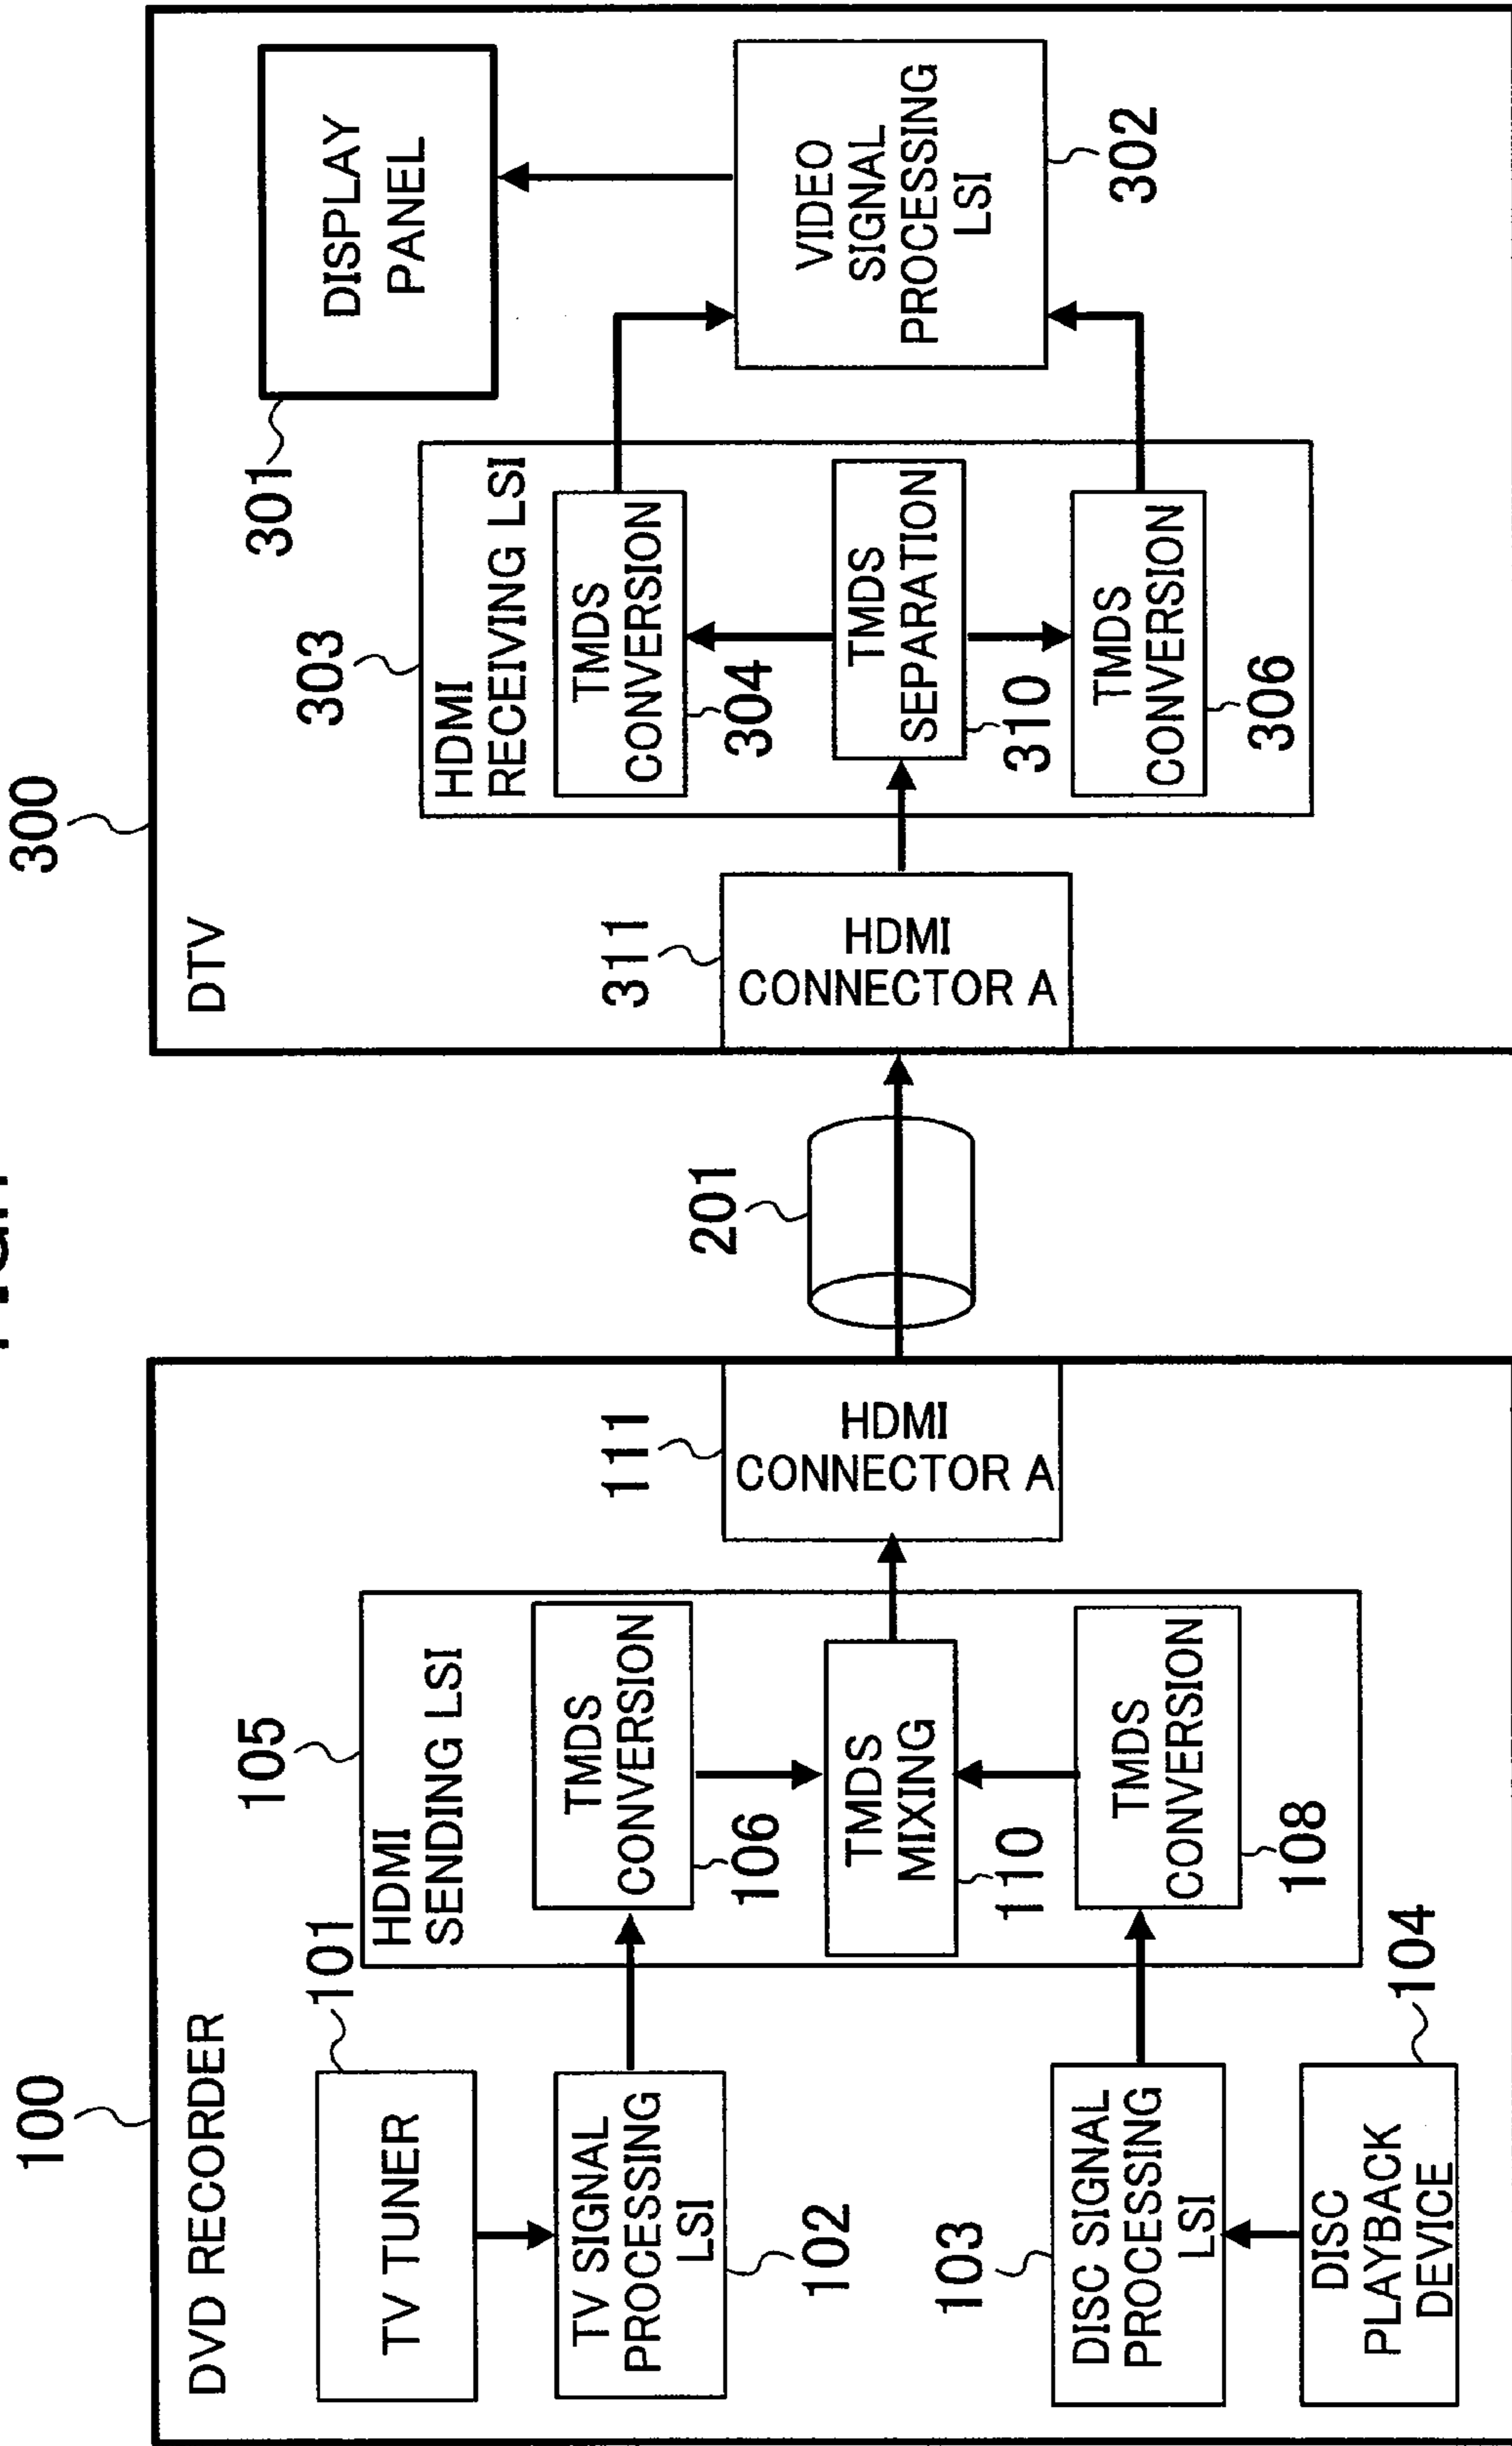 100
DVD RECORDER
TV TUNER
101
TV SIGNAL
PROCESSING
LSI
102
103
DISC SIGNAL
PROCESSING
LSI
DISC
PLAYBACK
DEVICE
104
105
HDMI
SENDING LSI
TMDS
CONVERSION
106
TMDS
MIXING
110
TMDS
CONVERSION
108
111
HDMI
CONNECTOR A
201
300
DTV
311
HDMI
CONNECTOR A
303
HDMI
RECEIVING LSI
TMDS
CONVERSION
304
TMDS
SEPARATION
310
TMDS
CONVERSION
306
301
DISPLAY
PANEL
VIDEO
SIGNAL
PROCESSING
LSI
302